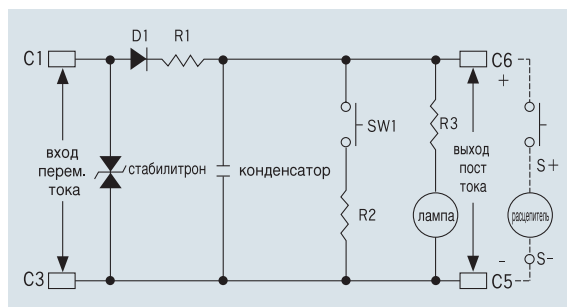 D1
R1
C1
C6
+
вход
перем.
тока
стабилитрон
конденсатор
SW1
R2
R3
лампа
выход
пост
тока
S+
расцепитель
-
S-
C3
C5